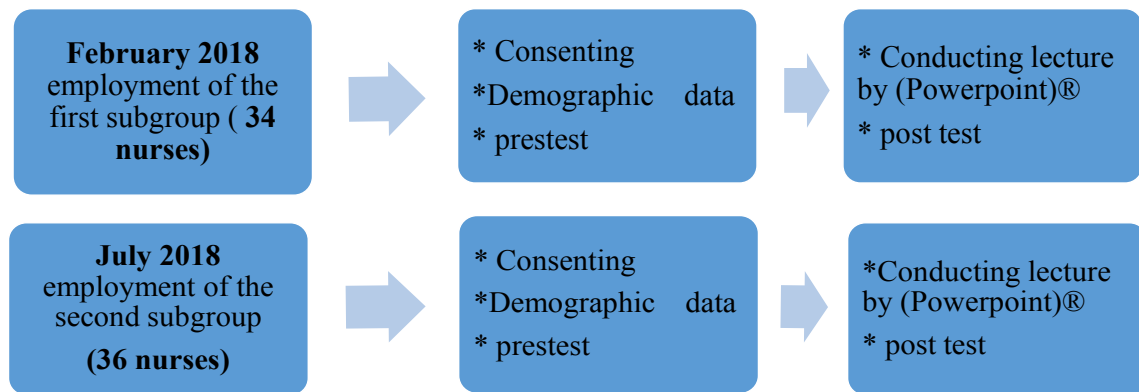 February 2018
employment of the
first subgroup ( 34
nurses)
* Consenting
*Demographic data
* prestest
* Conducting lecture
by (Powerpoint)®
* post test
July 2018
employment of the
second subgroup
(36 nurses)
* Consenting
*Demographic data
* prestest
*Conducting lecture
by (Powerpoint)®
* post test